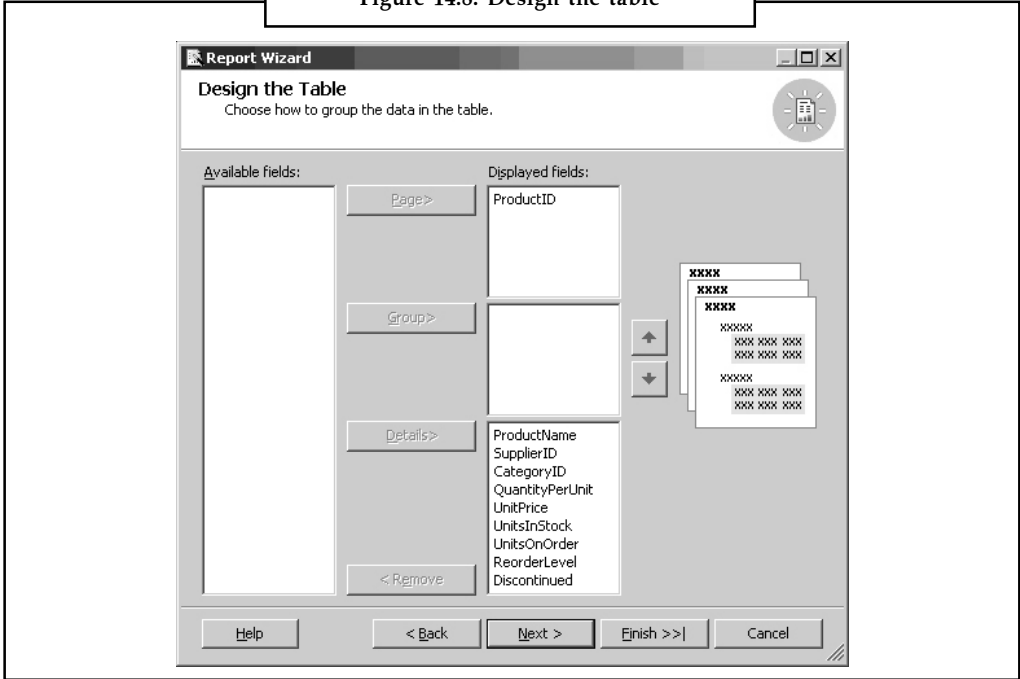 Figure 14.8: Design the table
Report Wizard
Design the Table
Choose how to group the data in the table.
Available fields:
Displayed fields:
Page>
ProductID
Group>
Details>
ProductName
SupplierID
CategoryID
QuantityPerUnit
UnitPrice
UnitsInStock
UnitsOnOrder
ReorderLevel
Discontinued
< Remove
xxxx
xxxx
xxxx
xxxxx
xxx xxx xxx
xxx xxx xxx
xxxxx
xxx xxx xxx
xxx xxx xxx
Help
< Back
Next >
Finish >>|
Cancel